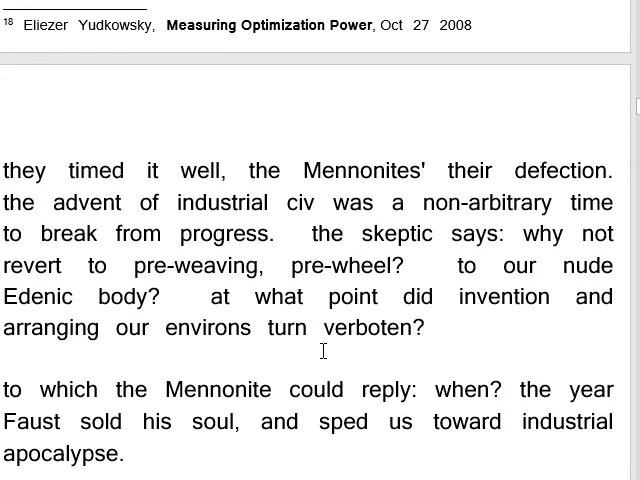 18 Eliezer Yudkowsky, Measuring Optimization Power, Oct 27 2008
they timed it well, the Mennonites' their defection.
the advent of industrial civ was a non-arbitrary time
to break from progress. the skeptic says: why not
revert to pre-weaving, pre-wheel? to our nude
Edenic body? at what point did invention and
arranging our environs turn verboten?
to which the Mennonite could reply: when? the year
Faust sold his soul, and sped us toward industrial
apocalypse.